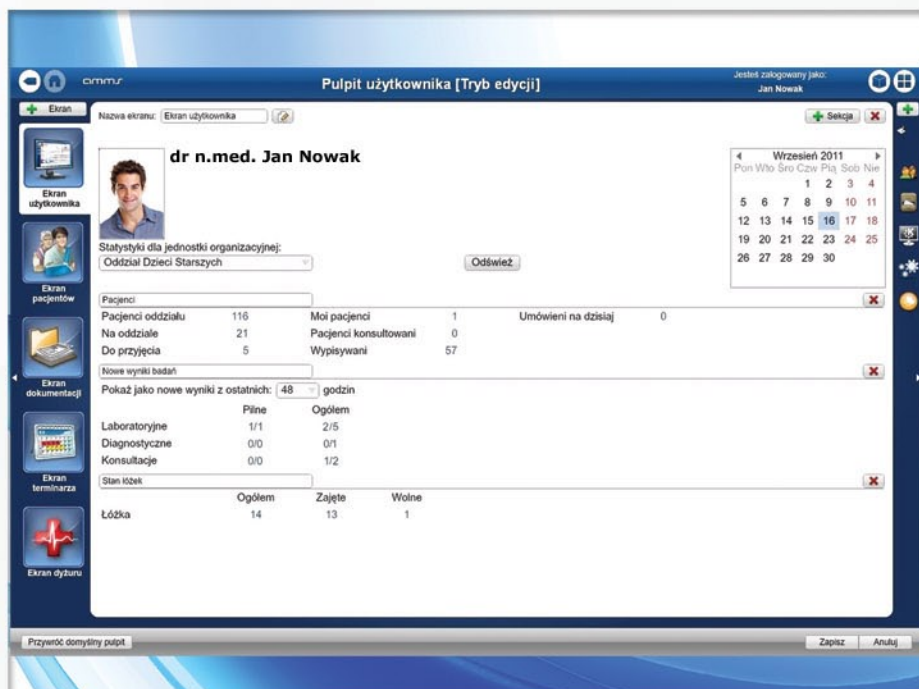 amms
Pulpit użytkownika [Tryb edycji]
Jesteś zalogowany jako:
Jan Nowak
Ekran
Nazwa ekranu: Ekran użytkownika
Sekcja
Ekran użytkownika
dr n.med. Jan Nowak
Wrzesień 2011
Pon Wto Śro Czw Pią Sob Nie
1 2 3 4
5 6 7 8 9 10 11
12 13 14 15 16 17 18
19 20 21 22 23 24 25
26 27 28 29 30
Statystyki dla jednostki organizacyjnej:
Oddział Dzieci Starszych
Odśwież
Ekran
pacjentów
Pacjenci
Pacjenci oddziału 116 Moi pacjenci 1 Umówieni na dzisiaj 0
Na oddziale 21 Pacjenci konsultowani 0
Do przyjęcia 5 Wypisywani 57
Nowe wyniki badań
Ekran
dokumentacji
Pokaż jako nowe wyniki z ostatnich: 48 godzin
Pilne Ogółem
Laboratoryjne 1/1 2/5
Diagnostyczne 0/0 0/1
Konsultacje 0/0 1/2
Ekran
terminarza
Stan łóżek
Ogółem Zajęte Wolne
Łóżka 14 13 1
Ekran dyżuru
Przywróć domyślny pulpit
Zapisz
Anuluj